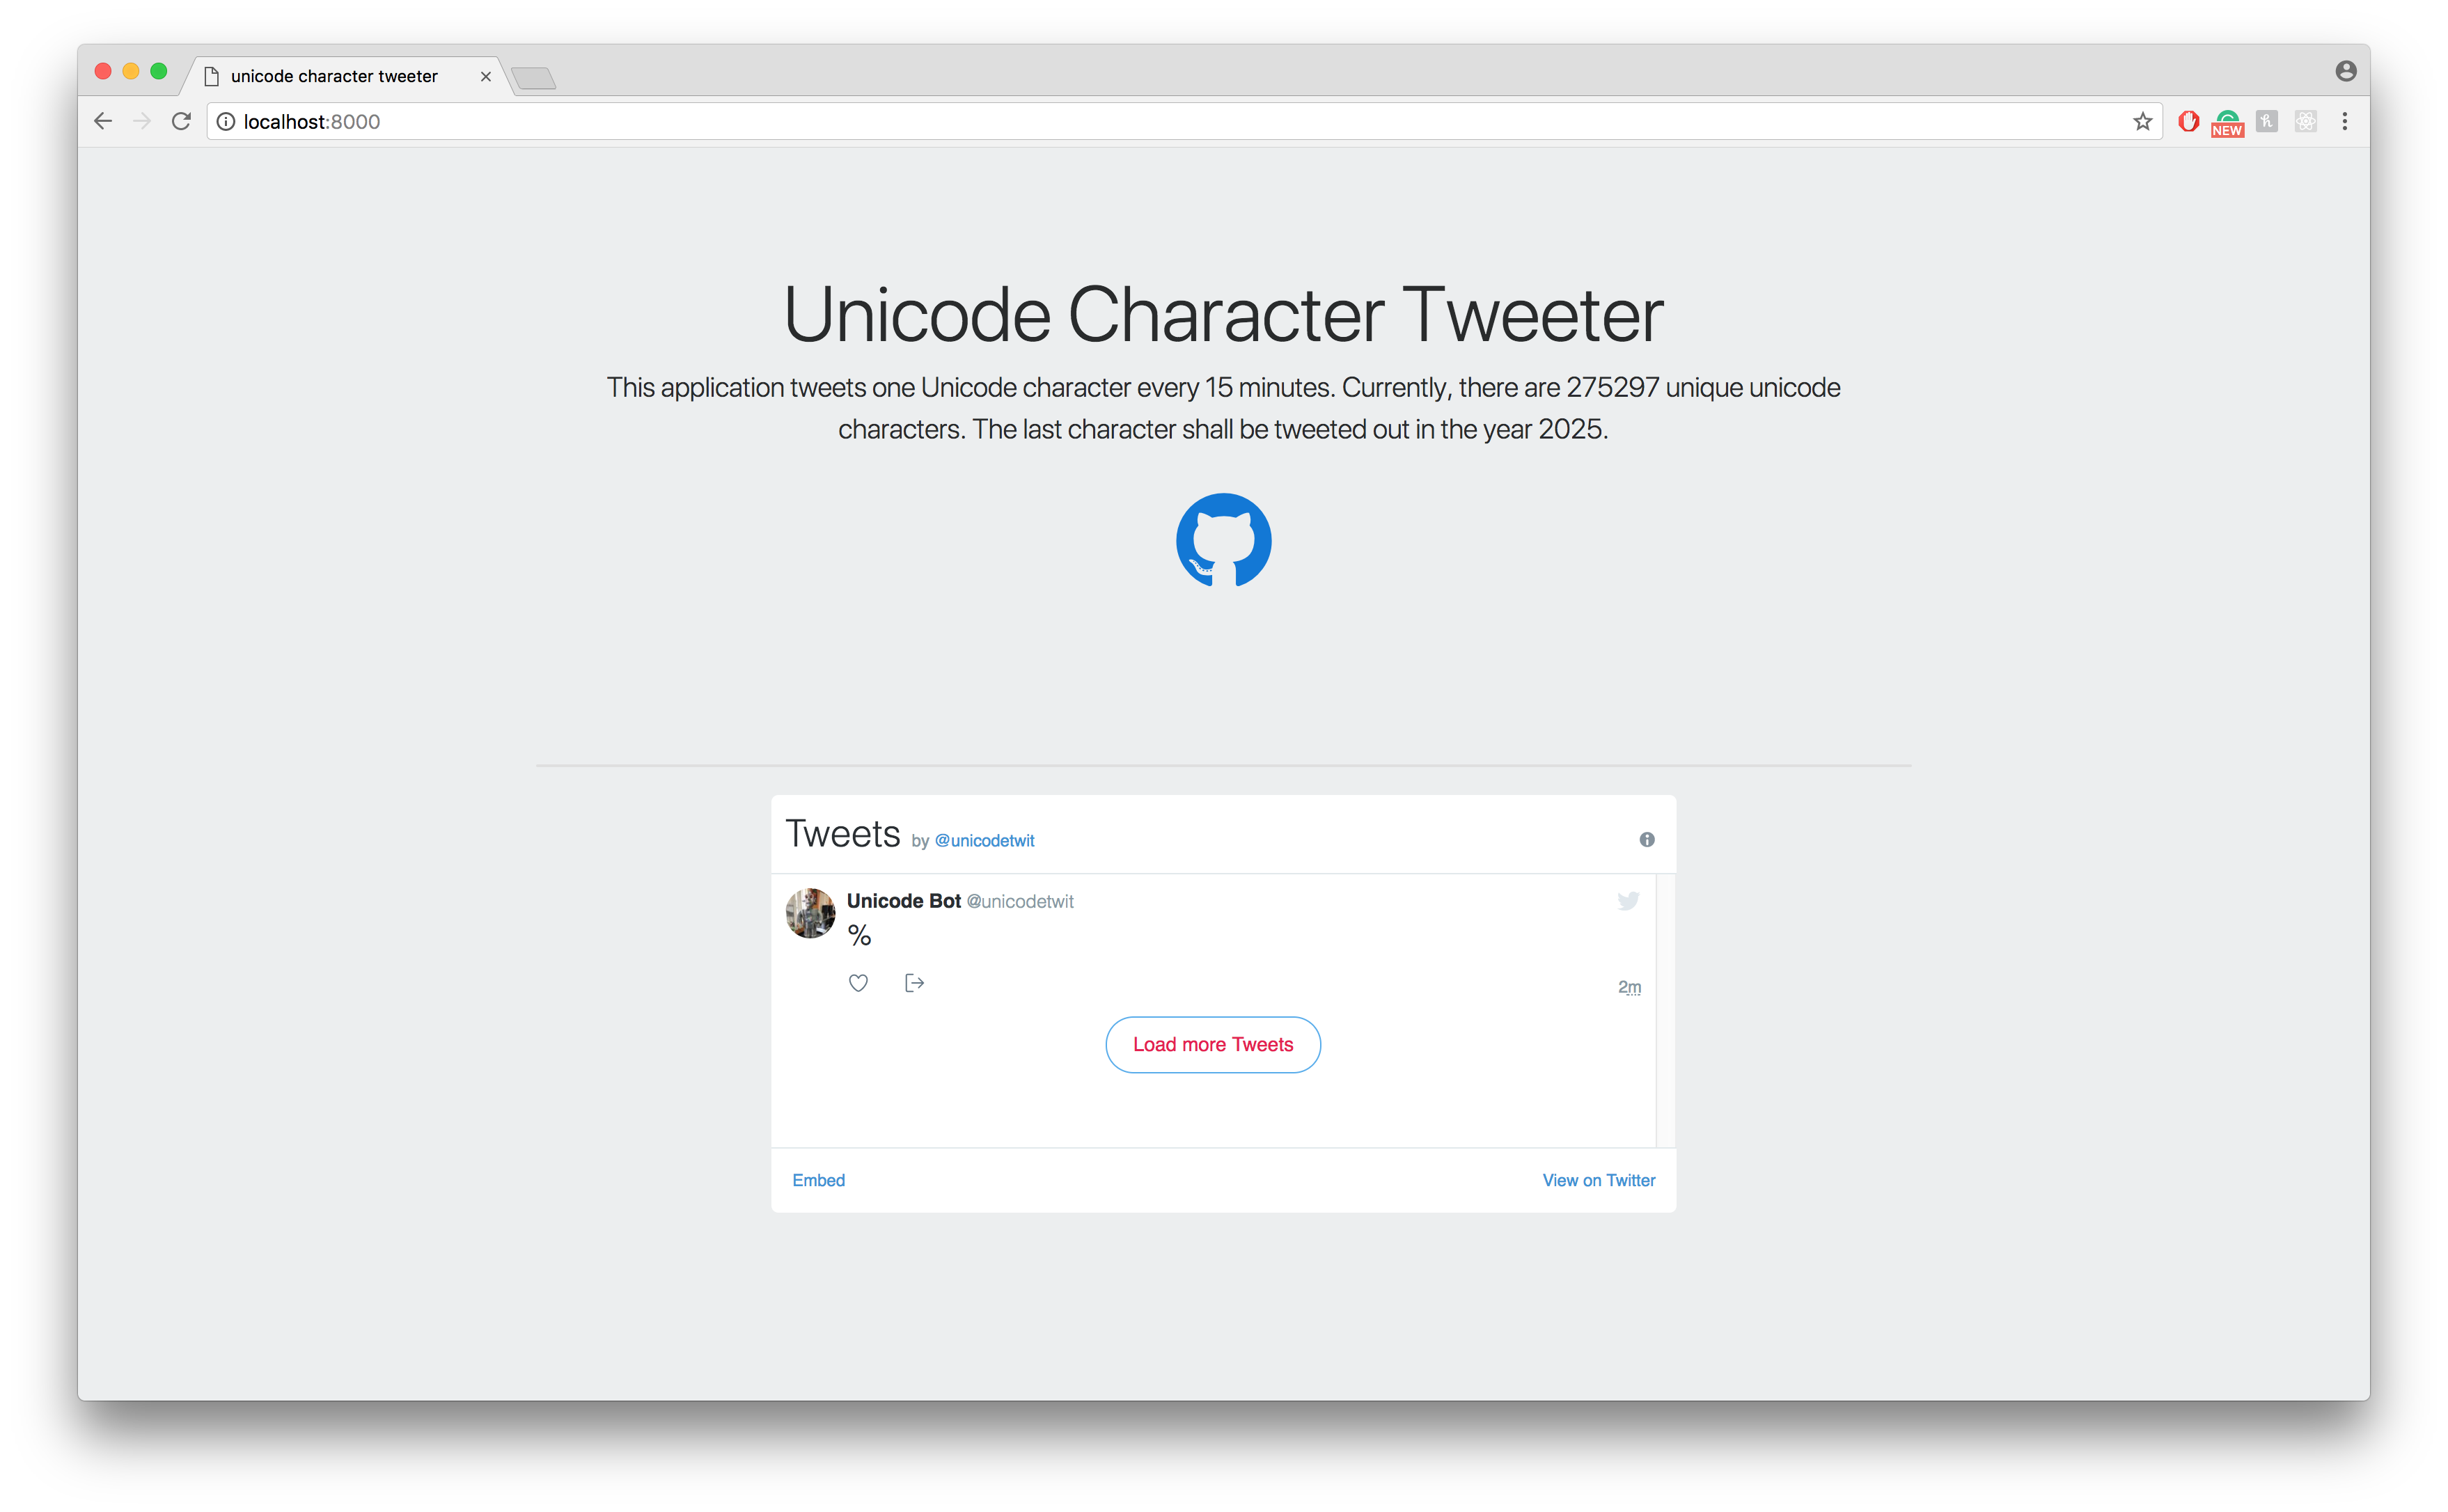 unicode character tweeter
localhost:8000
NEW
Unicode Character Tweeter
This application tweets one Unicode character every 15 minutes. Currently, there are 275297 unique unicode
characters. The last character shall be tweeted out in the year 2025.
Tweets by @unicodetwit
Unicode Bot @unicodetwit
%
2m
Load more Tweets
Embed
View on Twitter